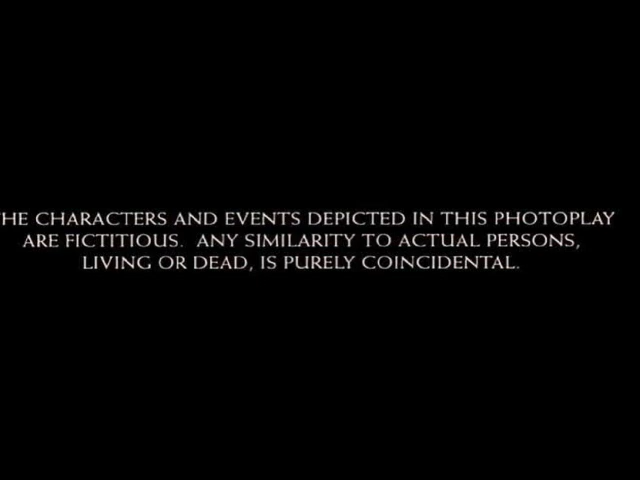 HE CHARACTERS AND EVENTS DEPICTED IN THIS PHOTOPLAY
ARE FICTITIOUS. ANY SIMILARITY TO ACTUAL PERSONS,
LIVING OR DEAD, IS PURELY COINCIDENTAL.